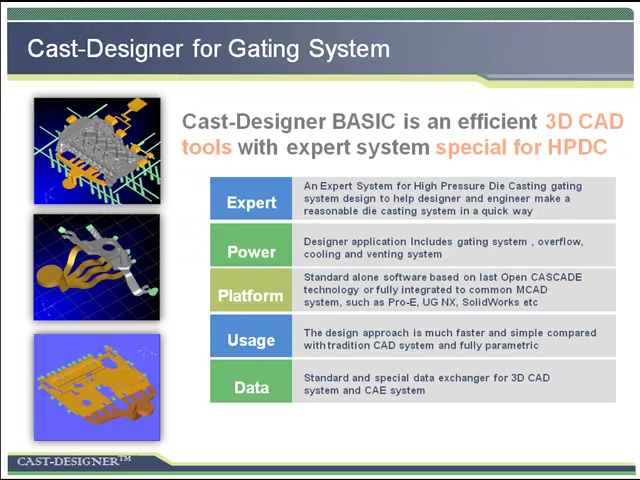 Cast-Designer for Gating System
Cast-Designer BASIC is an efficient 3D CAD
tools with expert system special for HPDC
Expert
An Expert System for High Pressure Die Casting gating
system design to help designer and engineer make a
reasonable die casting system in a quick way
Power
Designer application Includes gating system , overflow,
cooling and venting system
Platform
Standard alone software based on last Open CASCADE
technology or fully integrated to common MCAD
system, such as Pro-E, UG NX, SolidWorks etc
Usage
The design approach is much faster and simple compared
with tradition CAD system and fully parametric
Data
Standard and special data exchanger for 3D CAD
system and CAE system
CAST-DESIGNER™